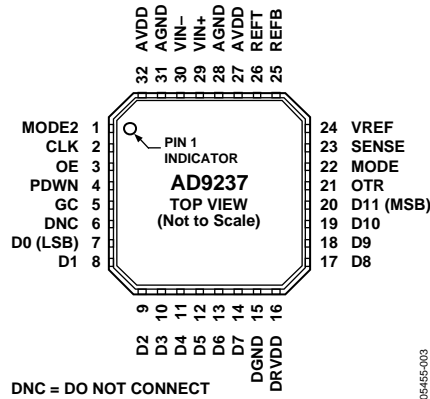 32 AVDD
31 AGND
30 VIN–
29 VIN+
28 AGND
27 AVDD
26 REFT
25 REFB
MODE2 1
CLK 2
OE 3
PDWN 4
GC 5
DNC 6
D0 (LSB) 7
D1 8
PIN 1
INDICATOR
AD9237
TOP VIEW
(Not to Scale)
24 VREF
23 SENSE
22 MODE
21 OTR
20 D11 (MSB)
19 D10
18 D9
17 D8
D2 9
D3 10
D4 11
D5 12
D6 13
D7 14
DGND 15
DRVDD 16
DNC = DO NOT CONNECT
05455-003